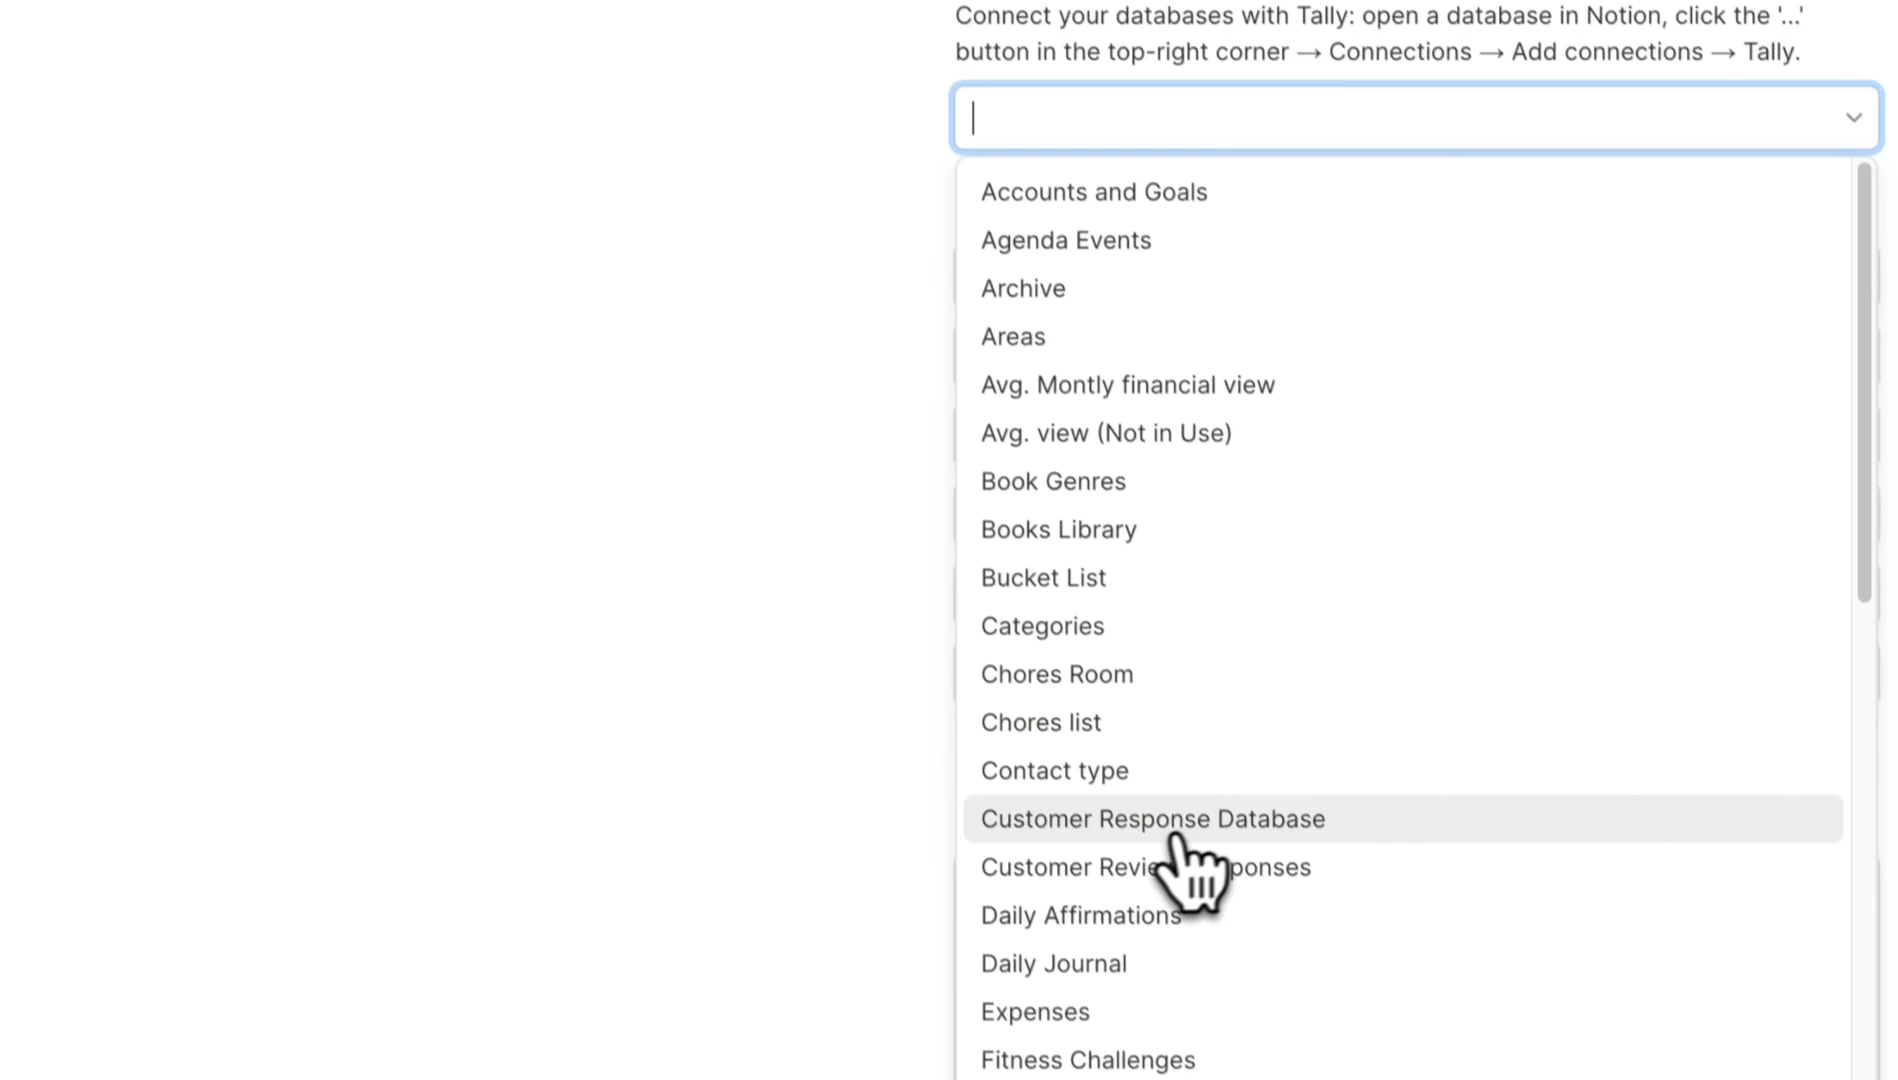 Connect your databases with Tally: open a database in Notion, click the '...'
button in the top-right corner → Connections → Add connections → Tally.
Accounts and Goals
Agenda Events
Archive
Areas
Avg. Montly financial view
Avg. view (Not in Use)
Book Genres
Books Library
Bucket List
Categories
Chores Room
Chores list
Contact type
Customer Response Database
Customer
Daily Affirmations
Daily Journal
Expenses
Fitness Challenges